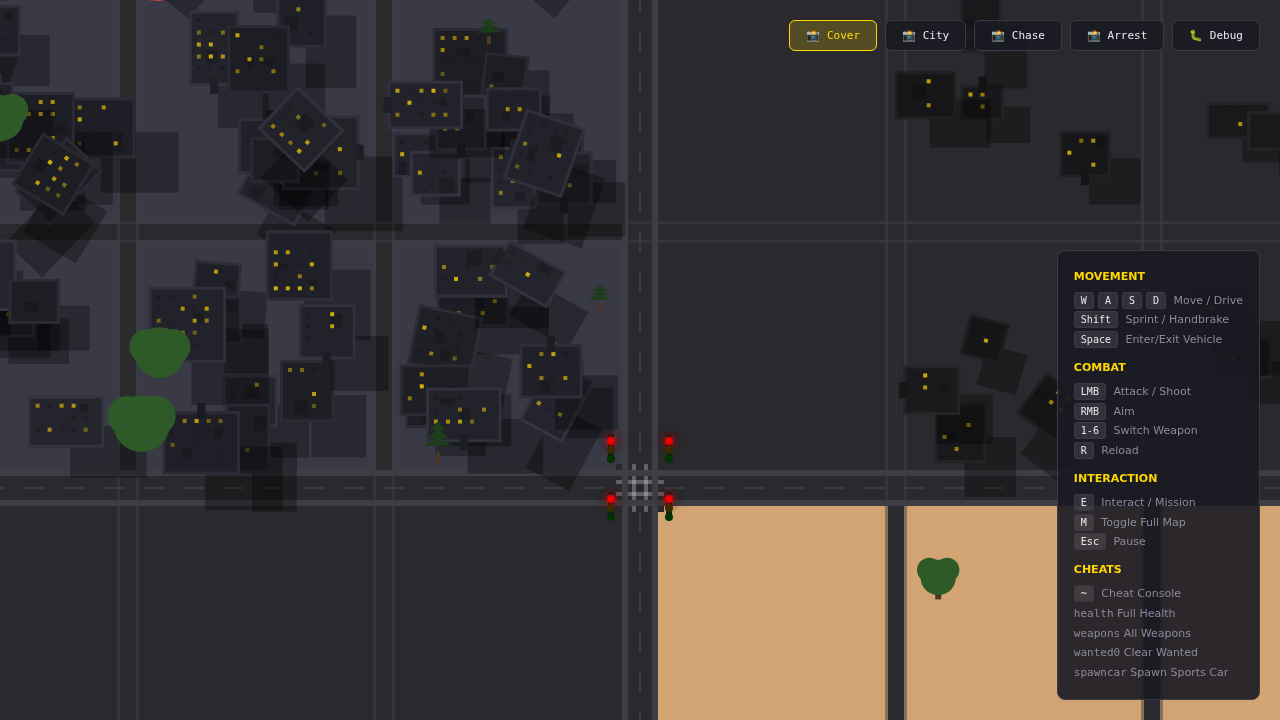 📸 Cover
📸 City
📸 Chase
📸 Arrest
🐛 Debug
MOVEMENT
W A S D Move / Drive
Shift Sprint / Handbrake
Space Enter/Exit Vehicle
COMBAT
LMB Attack / Shoot
RMB Aim
1-6 Switch Weapon
R Reload
INTERACTION
E Interact / Mission
M Toggle Full Map
Esc Pause
CHEATS
~ Cheat Console
health Full Health
weapons All Weapons
wanted0 Clear Wanted
spawncar Spawn Sports Car